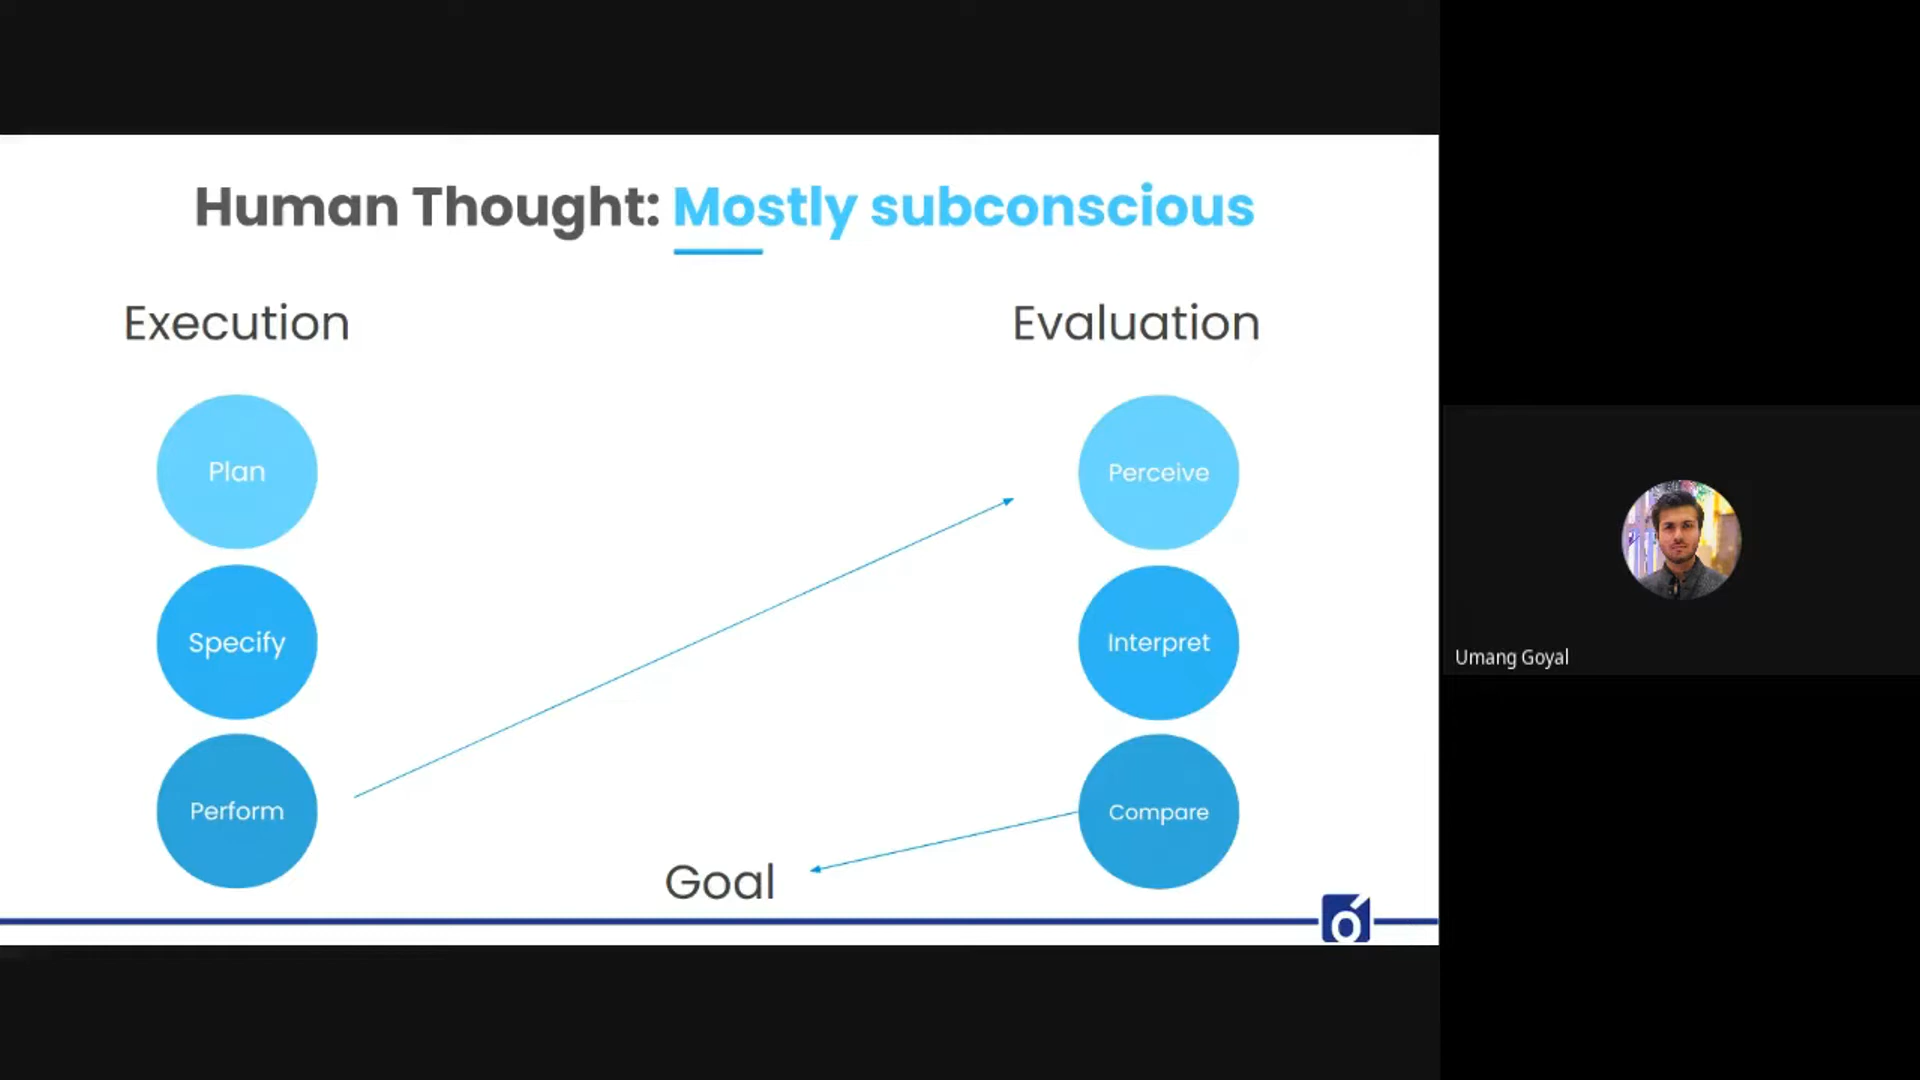 Human Thought: Mostly subconscious
Execution
Evaluation
Plan
Perceive
Specify
Interpret
Perform
Compare
Goal
Umang Goyal